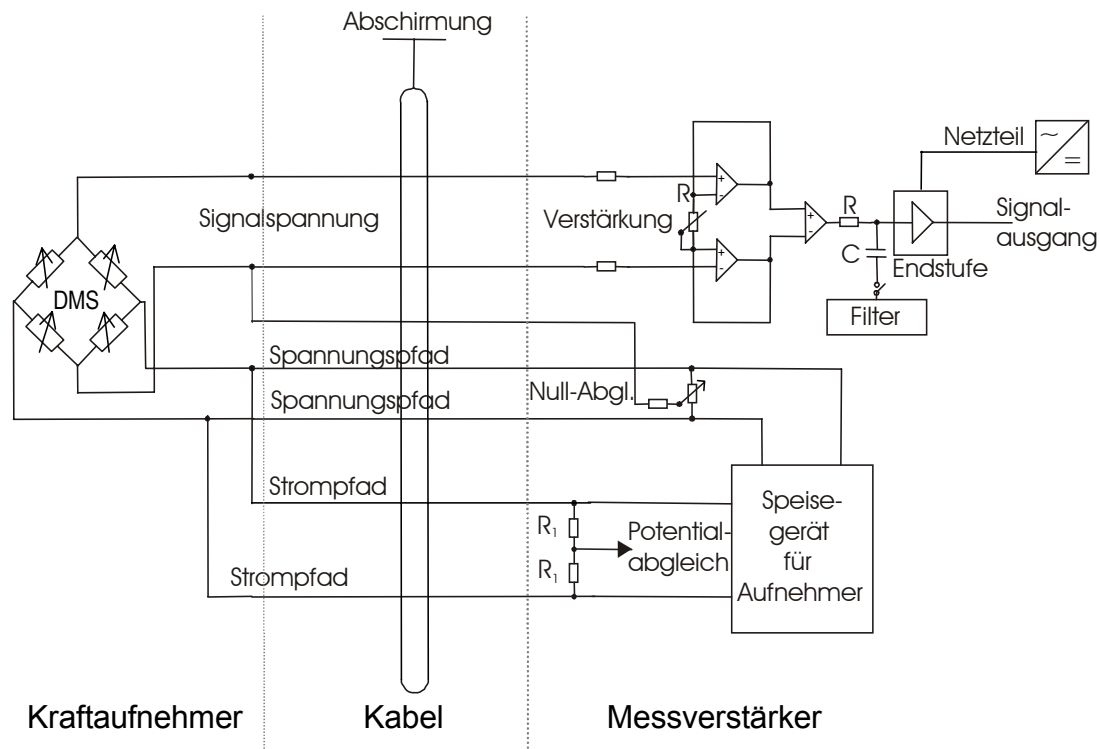 Abschirmung
Netzteil
~
=
Signalspannung
Verstärkung
R
+
-
+
-
+
-
R
C
Endstufe
Signal-
ausgang
Filter
DMS
Spannungspfad
Spannungspfad
Null-Abgl.
Strompfad
Strompfad
R₁
R₁
Potential-
abgleich
Speise-
gerät
für
Aufnehmer
Kraftaufnehmer
Kabel
Messverstärker